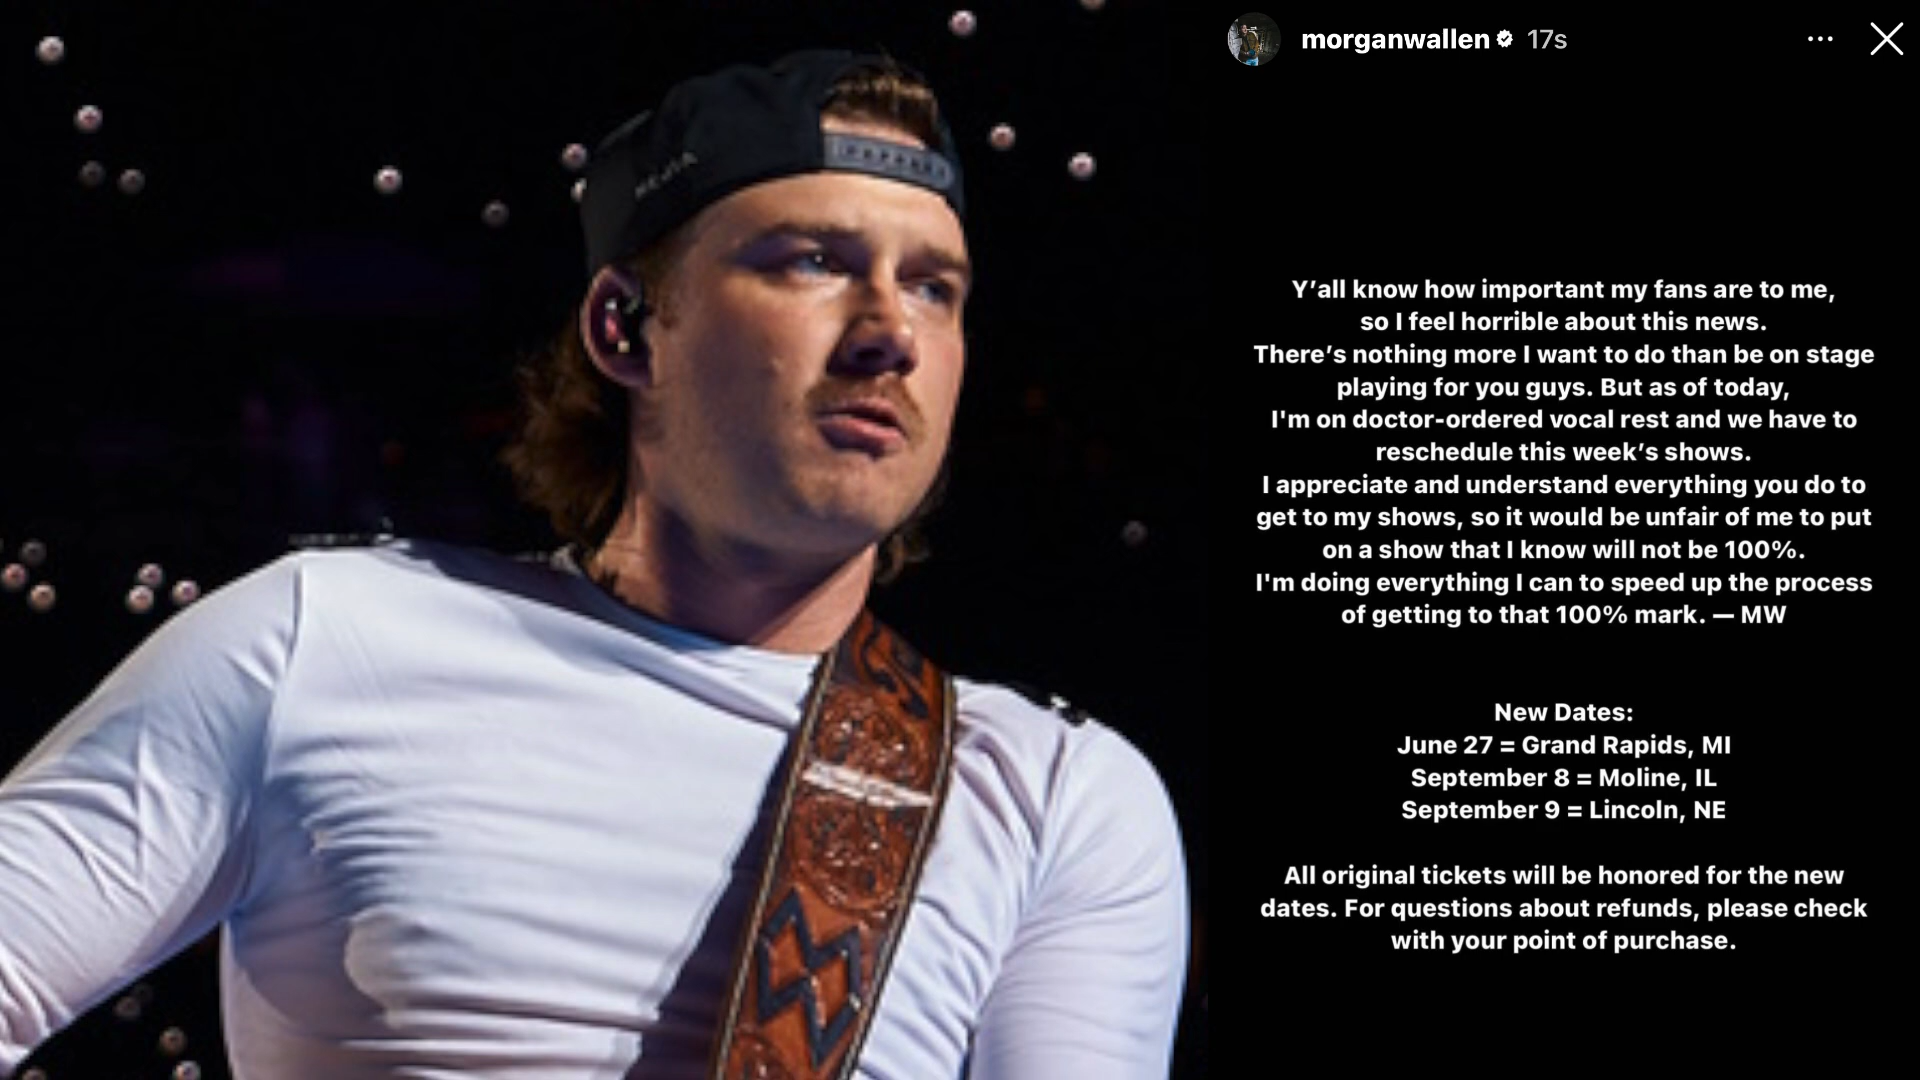 morganwallen 17s
Y’all know how important my fans are to me,
so I feel horrible about this news.
There’s nothing more I want to do than be on stage
playing for you guys. But as of today,
I'm on doctor-ordered vocal rest and we have to
reschedule this week’s shows.
I appreciate and understand everything you do to
get to my shows, so it would be unfair of me to put
on a show that I know will not be 100%.
I'm doing everything I can to speed up the process
of getting to that 100% mark. — MW
New Dates:
June 27 = Grand Rapids, MI
September 8 = Moline, IL
September 9 = Lincoln, NE
All original tickets will be honored for the new
dates. For questions about refunds, please check
with your point of purchase.